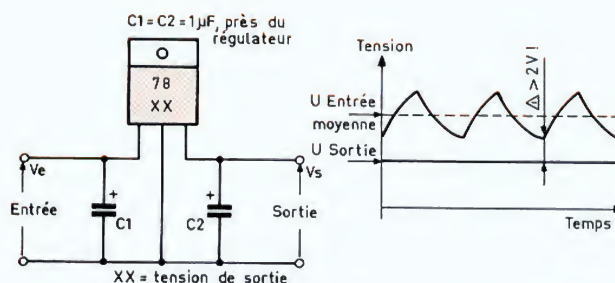 C1 = C2 = 1µF, près du
régulateur
78
XX
Ve
+
C1
+
C2
Vs
Entrée
Sortie
XX = tension de sortie
Tension
U Entrée
moyenne
U Sortie
⚠ > 2V !
Temps